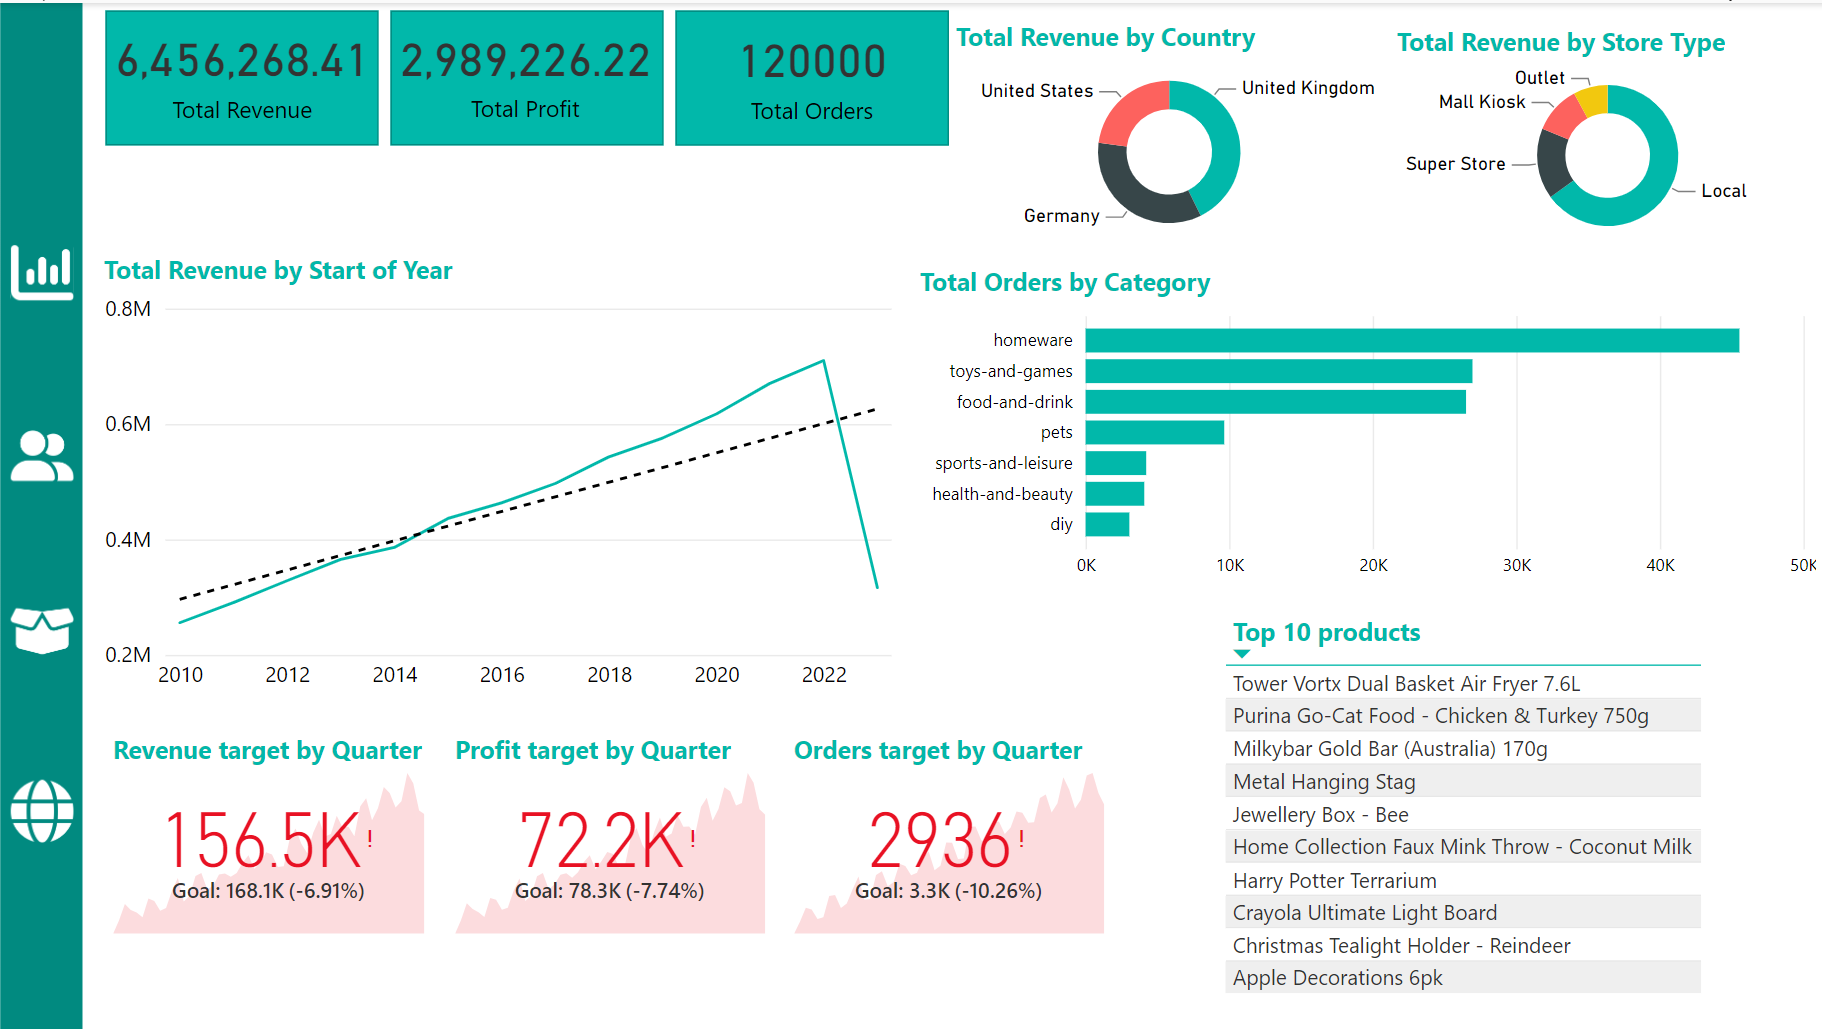 6,456,268.41
Total Revenue
2,989,226.22
Total Profit
120000
Total Orders
Total Revenue by Country
United States
United Kingdom
Germany
Total Revenue by Store Type
Outlet
Mall Kiosk
Super Store
Local
Total Revenue by Start of Year
0.8M
0.6M
0.4M
0.2M
2010 2012 2014 2016 2018 2020 2022
Total Orders by Category
homeware
toys-and-games
food-and-drink
pets
sports-and-leisure
health-and-beauty
diy
0K 10K 20K 30K 40K 50K
Revenue target by Quarter
156.5K!
Goal: 168.1K (-6.91%)
Profit target by Quarter
72.2K!
Goal: 78.3K (-7.74%)
Orders target by Quarter
2936!
Goal: 3.3K (-10.26%)
Top 10 products
Tower Vortx Dual Basket Air Fryer 7.6L
Purina Go-Cat Food - Chicken & Turkey 750g
Milkybar Gold Bar (Australia) 170g
Metal Hanging Stag
Jewellery Box - Bee
Home Collection Faux Mink Throw - Coconut Milk
Harry Potter Terrarium
Crayola Ultimate Light Board
Christmas Tealight Holder - Reindeer
Apple Decorations 6pk